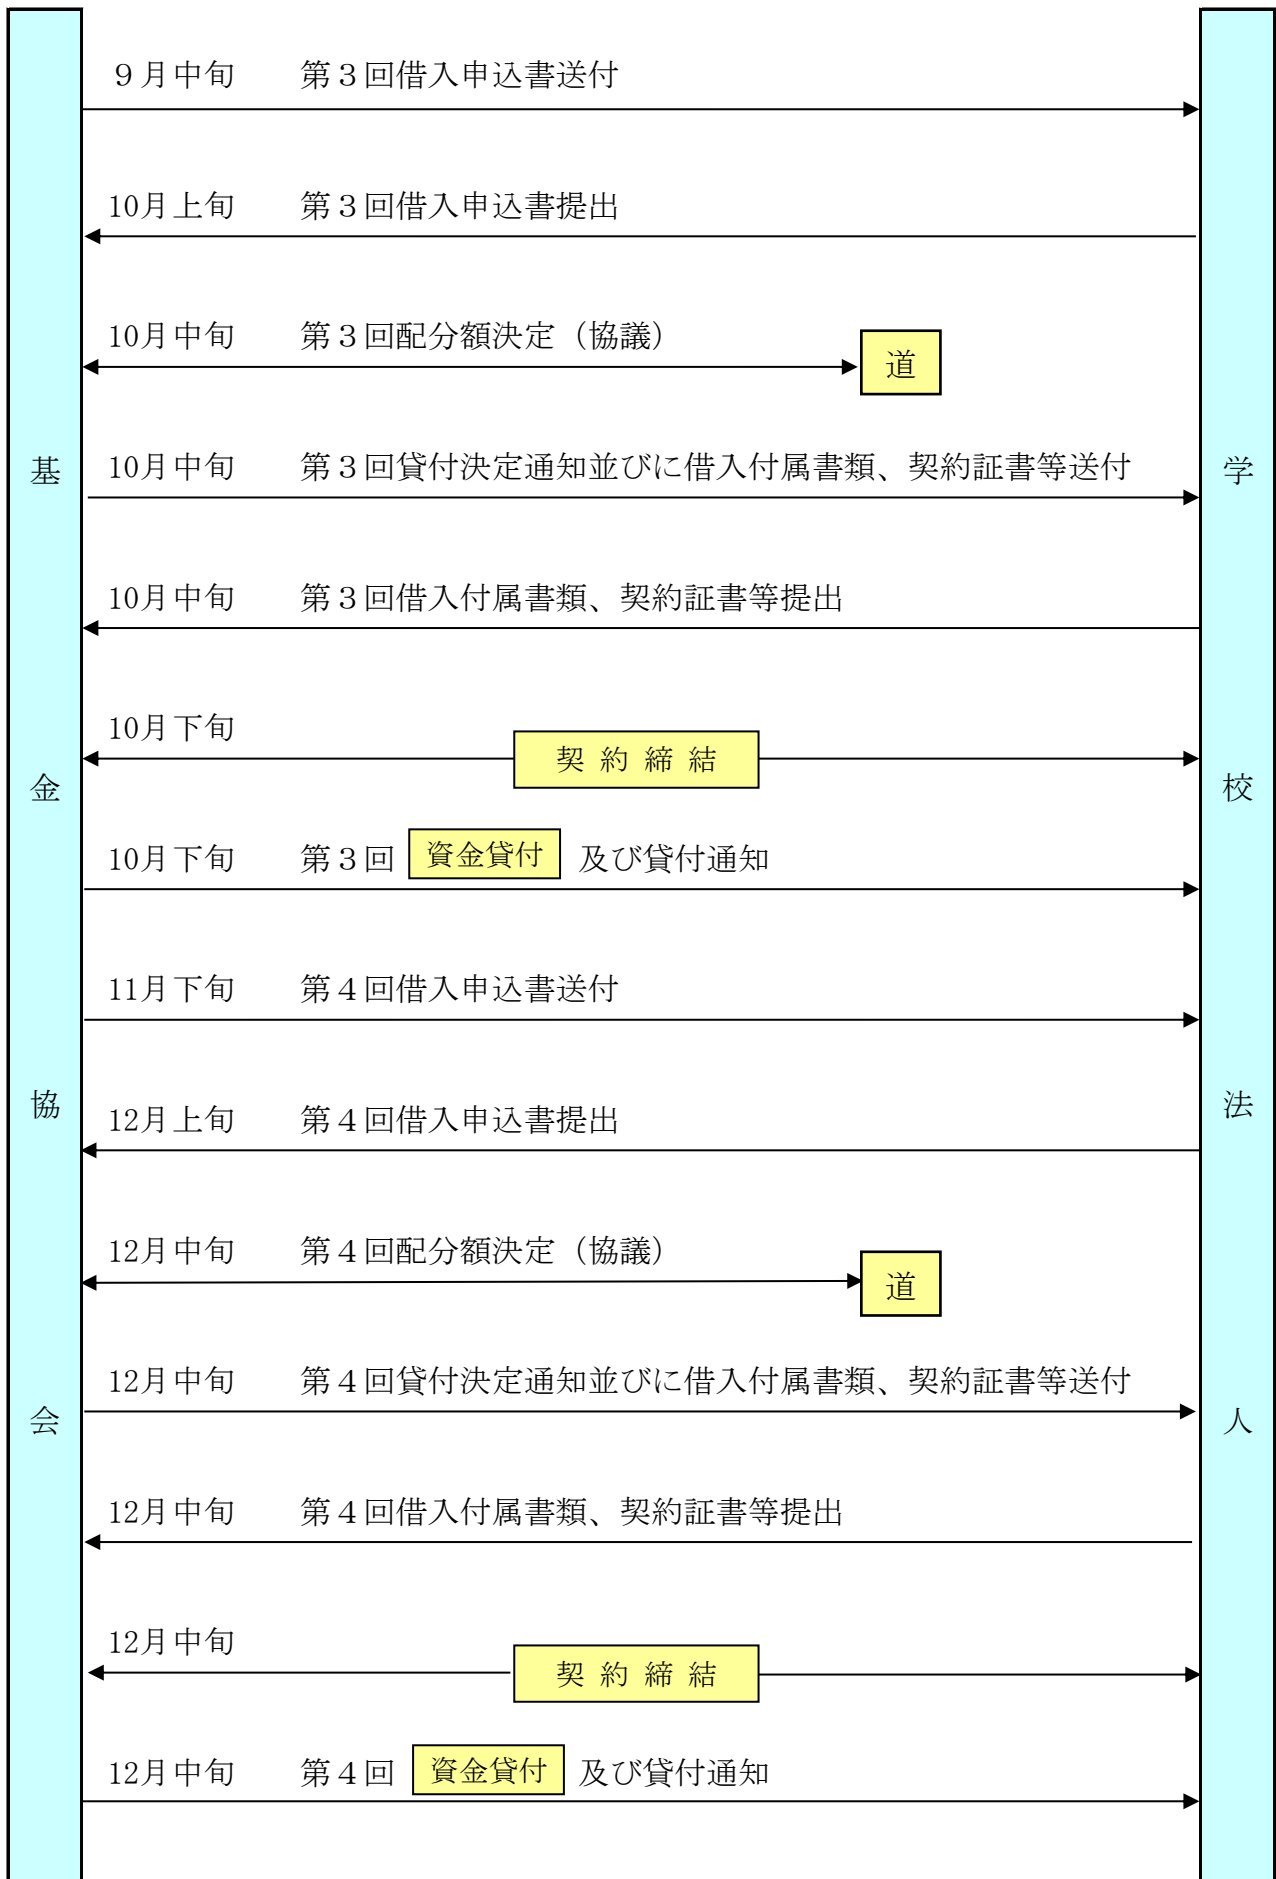 ９月中旬　第３回借入申込書送付
10月上旬　第３回借入申込書提出
10月中旬　第３回配分額決定（協議）
道
10月中旬　第３回貸付決定通知並びに借入付属書類、契約証書等送付
10月中旬　第３回借入付属書類、契約証書等提出
10月下旬
契約締結
10月下旬　第３回 資金貸付 及び貸付通知
11月下旬　第４回借入申込書送付
12月上旬　第４回借入申込書提出
12月中旬　第４回配分額決定（協議）
道
12月中旬　第４回貸付決定通知並びに借入付属書類、契約証書等送付
12月中旬　第４回借入付属書類、契約証書等提出
12月中旬
契約締結
12月中旬　第４回 資金貸付 及び貸付通知
基金協会
学校法人